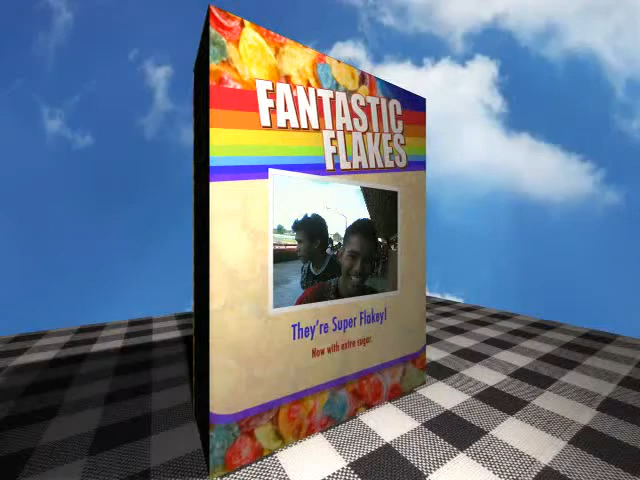 FANTASTIC
FLAKES
They're Super Flakey!
Now with extra sugar.